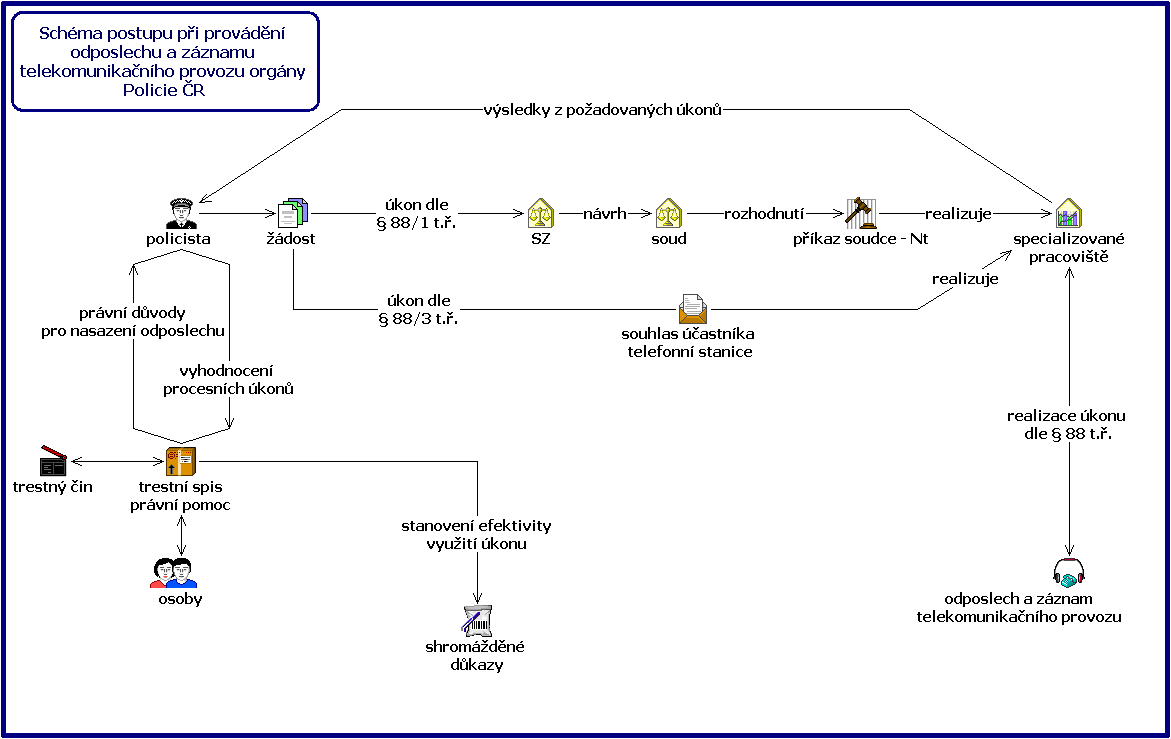 Schéma postupu při provádění
odposlechu a záznamu
telekomunikačního provozu orgány
Policie ČR
výsledky z požadovaných úkonů
policista
žádost
úkon dle
§ 88/1 t.ř.
SZ
návrh
soud
rozhodnutí
příkaz soudce - Nt
realizuje
specializované
pracoviště
realizuje
úkon dle
§ 88/3 t.ř.
souhlas účastníka
telefonní stanice
právní důvody
pro nasazení odposlechu
vyhodnocení
procesních úkonů
realizace úkonu
dle § 88 t.ř.
trestný čin
trestní spis
právní pomoc
stanovení efektivity
využití úkonu
osoby
odposlech a záznam
telekomunikačního provozu
shromážděné
důkazy